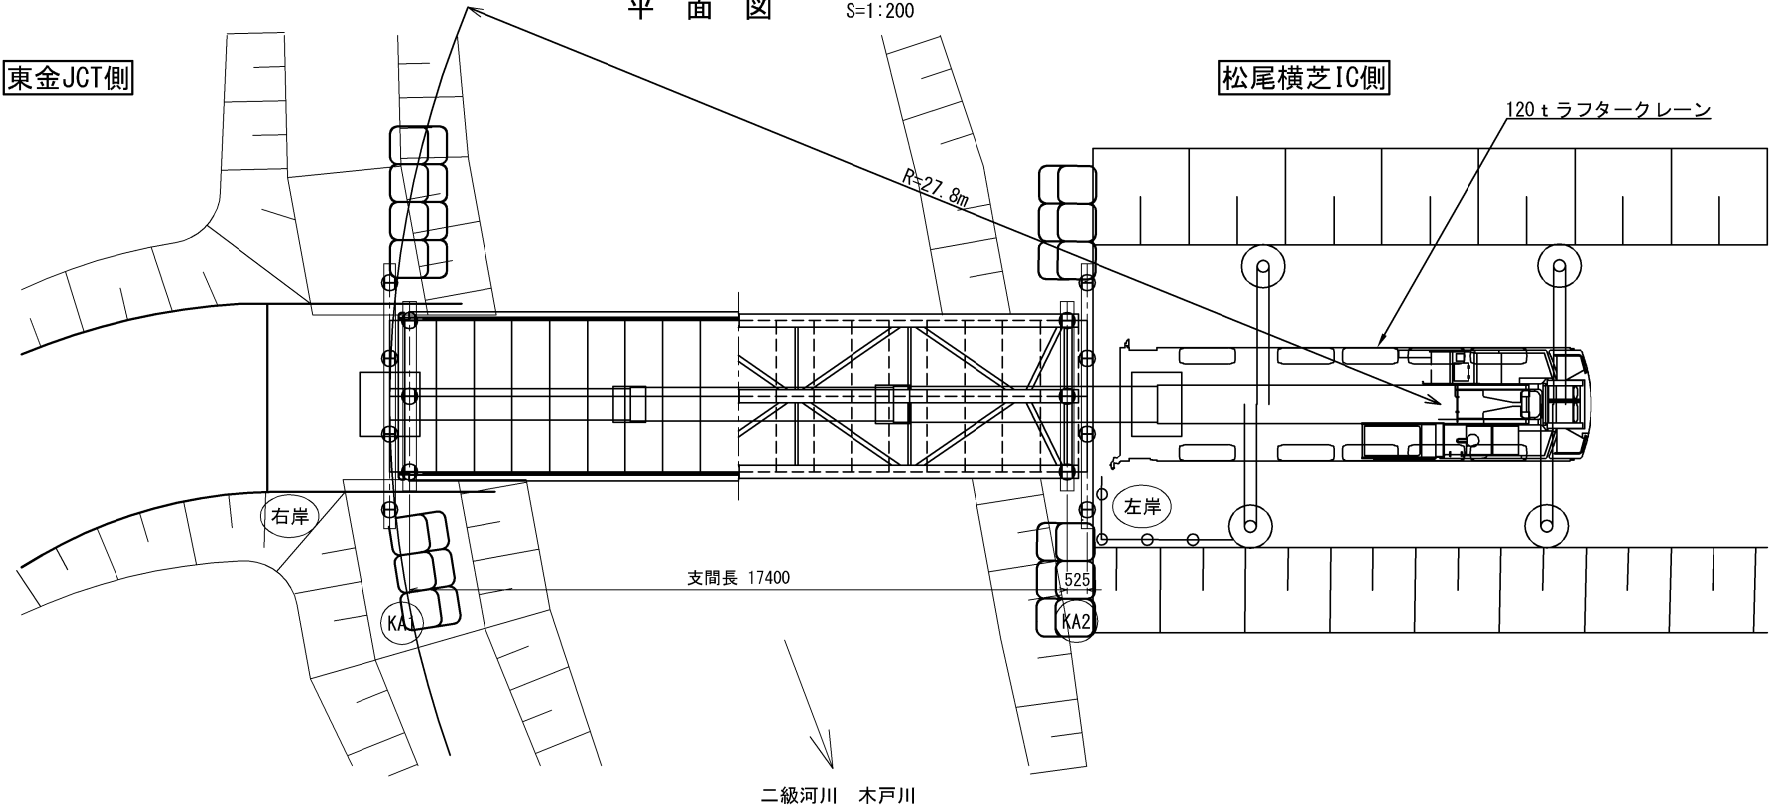 平 面 図 S=1:200
東金JCT側
松尾横芝IC側
120ｔラフタークレーン
R=27.8m
右岸
左岸
支間長 17400
525
KA1
KA2
二級河川 木戸川